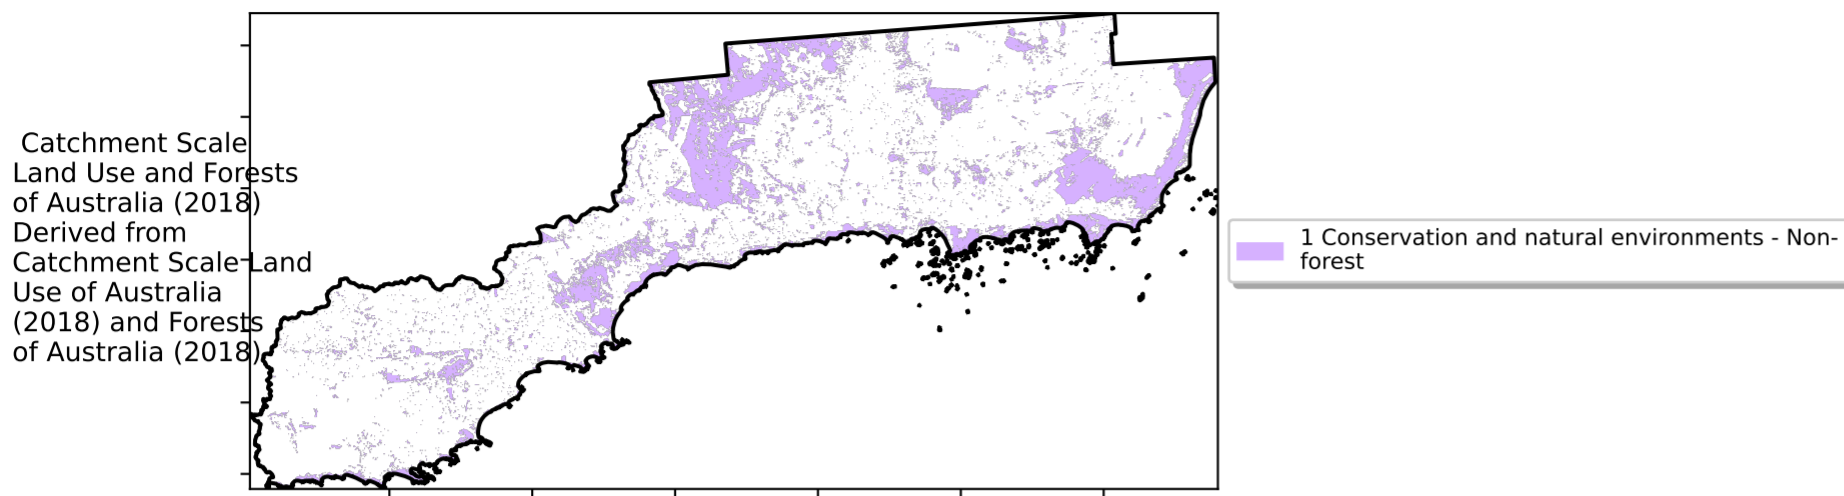 Catchment Scale
Land Use and Forests
of Australia (2018)
Derived from
Catchment Scale Land
Use of Australia
(2018) and Forests
of Australia (2018)
1 Conservation and natural environments - Non-
forest